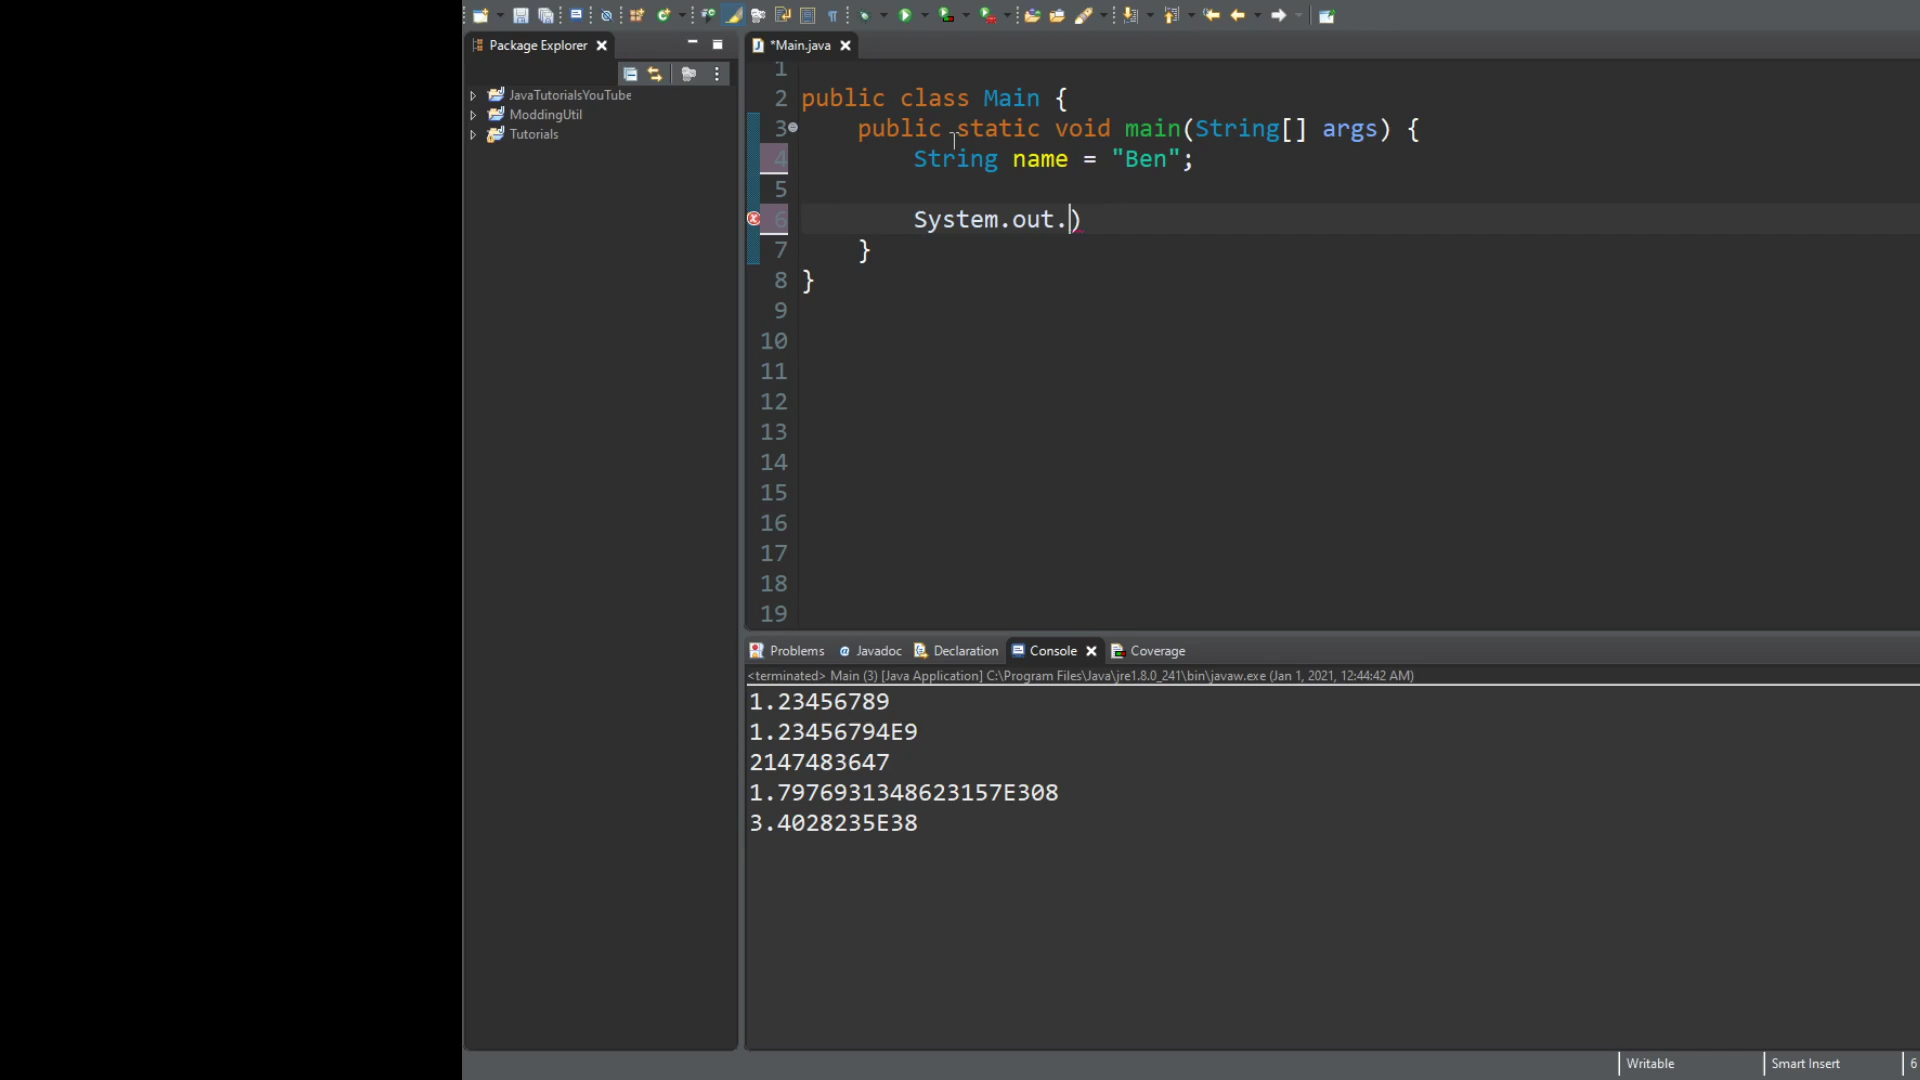 Package Explorer
JavaTutorialsYouTube
ModdingUtil
Tutorials
*Main.java
1
2 public class Main {
3 public static void main(String[] args) {
4 String name = "Ben";
5
6 System.out.)
7 }
8 }
9
10
11
12
13
14
15
16
17
18
19
Problems Javadoc Declaration Console Coverage
<terminated> Main (3) [Java Application] C:\Program Files\Java\jre1.8.0_241\bin\javaw.exe (Jan 1, 2021, 12:44:42 AM)
1.23456789
1.23456794E9
2147483647
1.7976931348623157E308
3.4028235E38
Writable Smart Insert 6